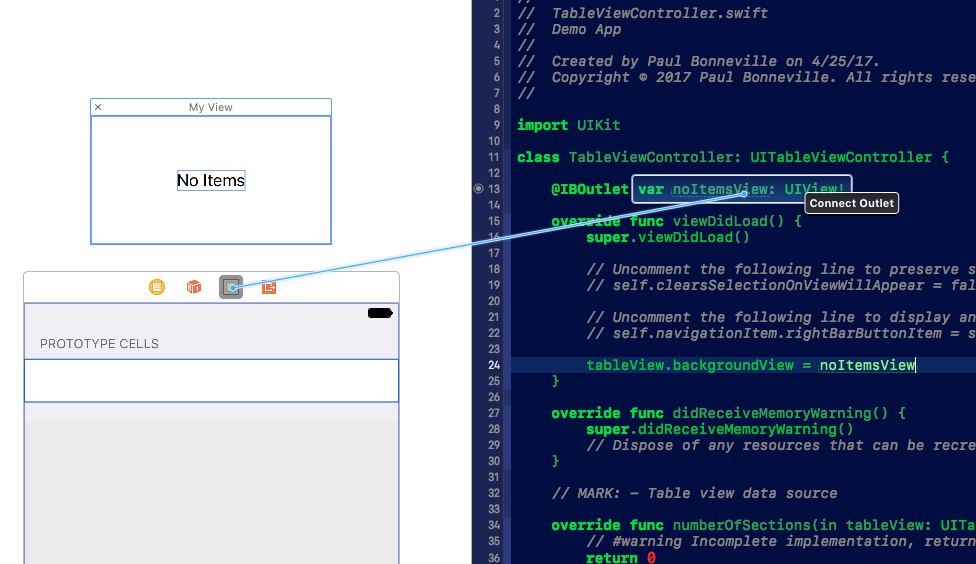 My View
No Items
PROTOTYPE CELLS
1
2 // TableViewController.swift
3 // Demo App
4 //
5 // Created by Paul Bonneville on 4/25/17.
6 // Copyright © 2017 Paul Bonneville. All rights rese
7 //
8
9 import UIKit
10
11 class TableViewController: UITableViewController {
12
13 @IBOutlet var noItemsView: UIView!
Connect Outlet
14
15 override func viewDidLoad() {
16 super.viewDidLoad()
17
18 // Uncomment the following line to preserve s
19 // self.clearsSelectionOnViewWillAppear = fal
20
21 // Uncomment the following line to display an
22 // self.navigationItem.rightBarButtonItem = s
23
24 tableView.backgroundView = noItemsView
25 }
26
27 override func didReceiveMemoryWarning() {
28 super.didReceiveMemoryWarning()
29 // Dispose of any resources that can be recre
30 }
31
32 // MARK: - Table view data source
33
34 override func numberOfSections(in tableView: UITa
35 // #warning Incomplete implementation, return
36 return 0